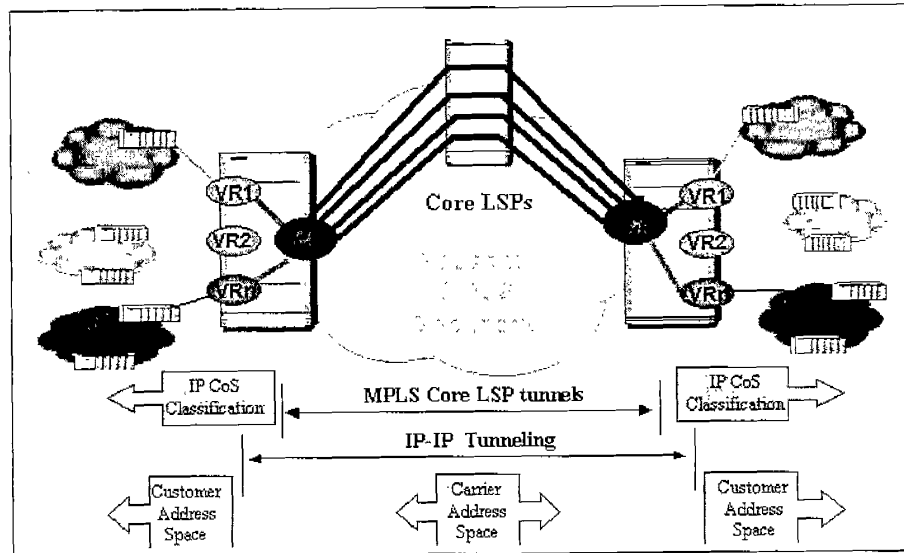 Core LSPs
VR1
VR2
VRn
VR1
VR2
VRn
IP CoS
Classification
MPLS Core LSP tunnels
IP CoS
Classification
IP-IP Tunneling
Customer
Address
Space
Carrier
Address
Space
Customer
Address
Space